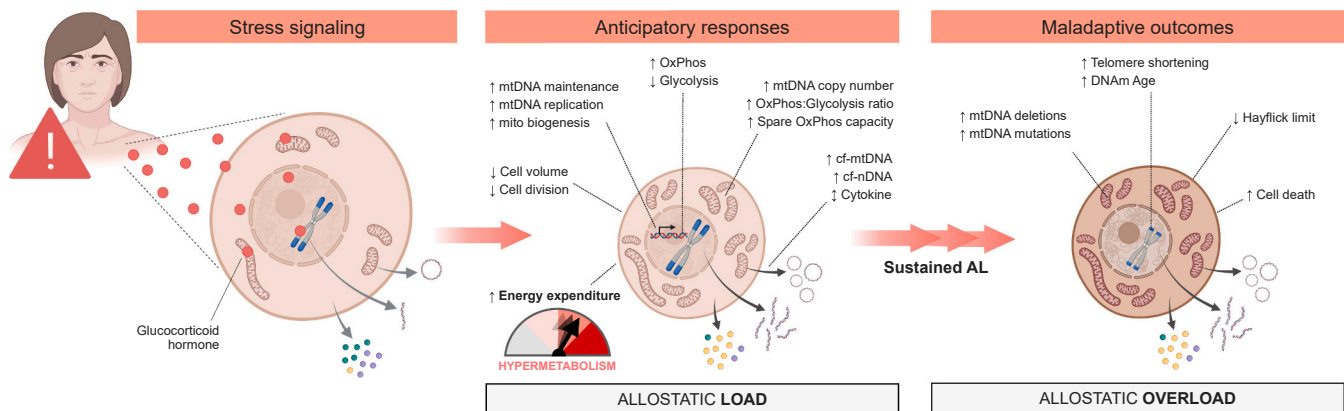 Stress signaling
!
Glucocorticoid
hormone
Anticipatory responses
↑ OxPhos
↓ Glycolysis
↑ mtDNA maintenance
↑ mtDNA replication
↑ mito biogenesis
↑ mtDNA copy number
↑ OxPhos:Glycolysis ratio
↑ Spare OxPhos capacity
↓ Cell volume
↓ Cell division
↑ cf-mtDNA
↑ cf-nDNA
↕ Cytokine
↑ Energy expenditure
HYPERMETABOLISM
ALLOSTATIC LOAD
Sustained AL
Maladaptive outcomes
↑ Telomere shortening
↑ DNAm Age
↑ mtDNA deletions
↑ mtDNA mutations
↓ Hayflick limit
↑ Cell death
ALLOSTATIC OVERLOAD